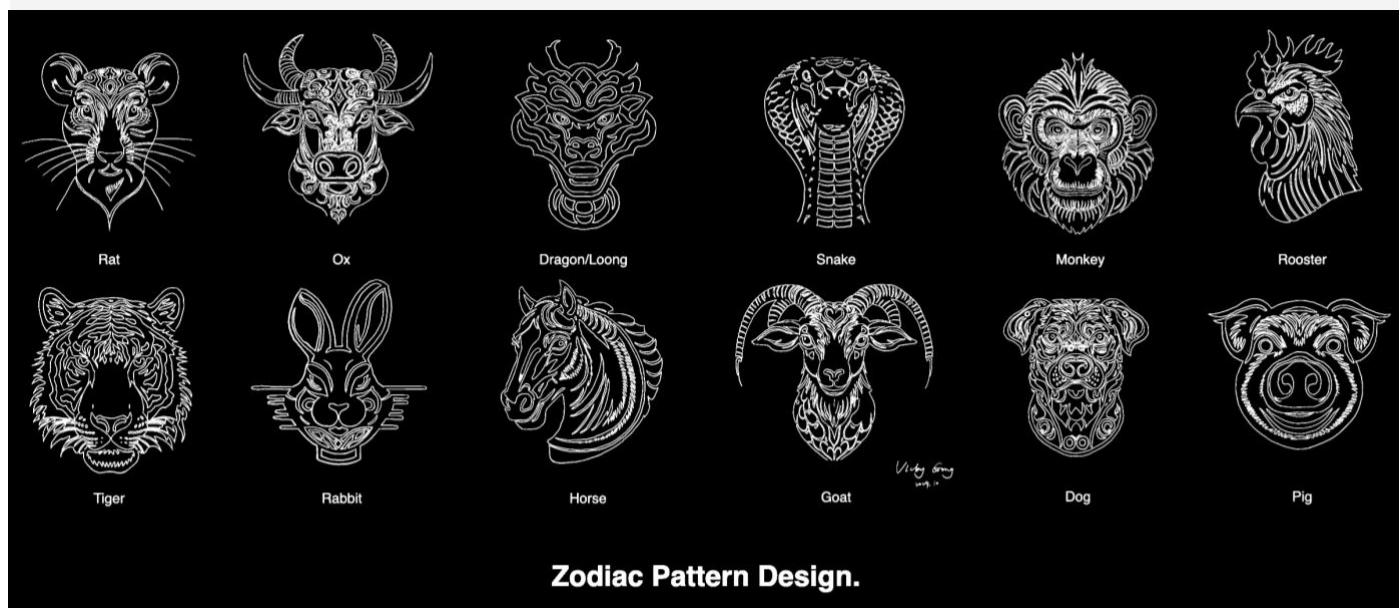 Rat
Ox
Dragon/Loong
Snake
Monkey
Rooster
Tiger
Rabbit
Horse
Goat
Dog
Pig
Zodiac Pattern Design.